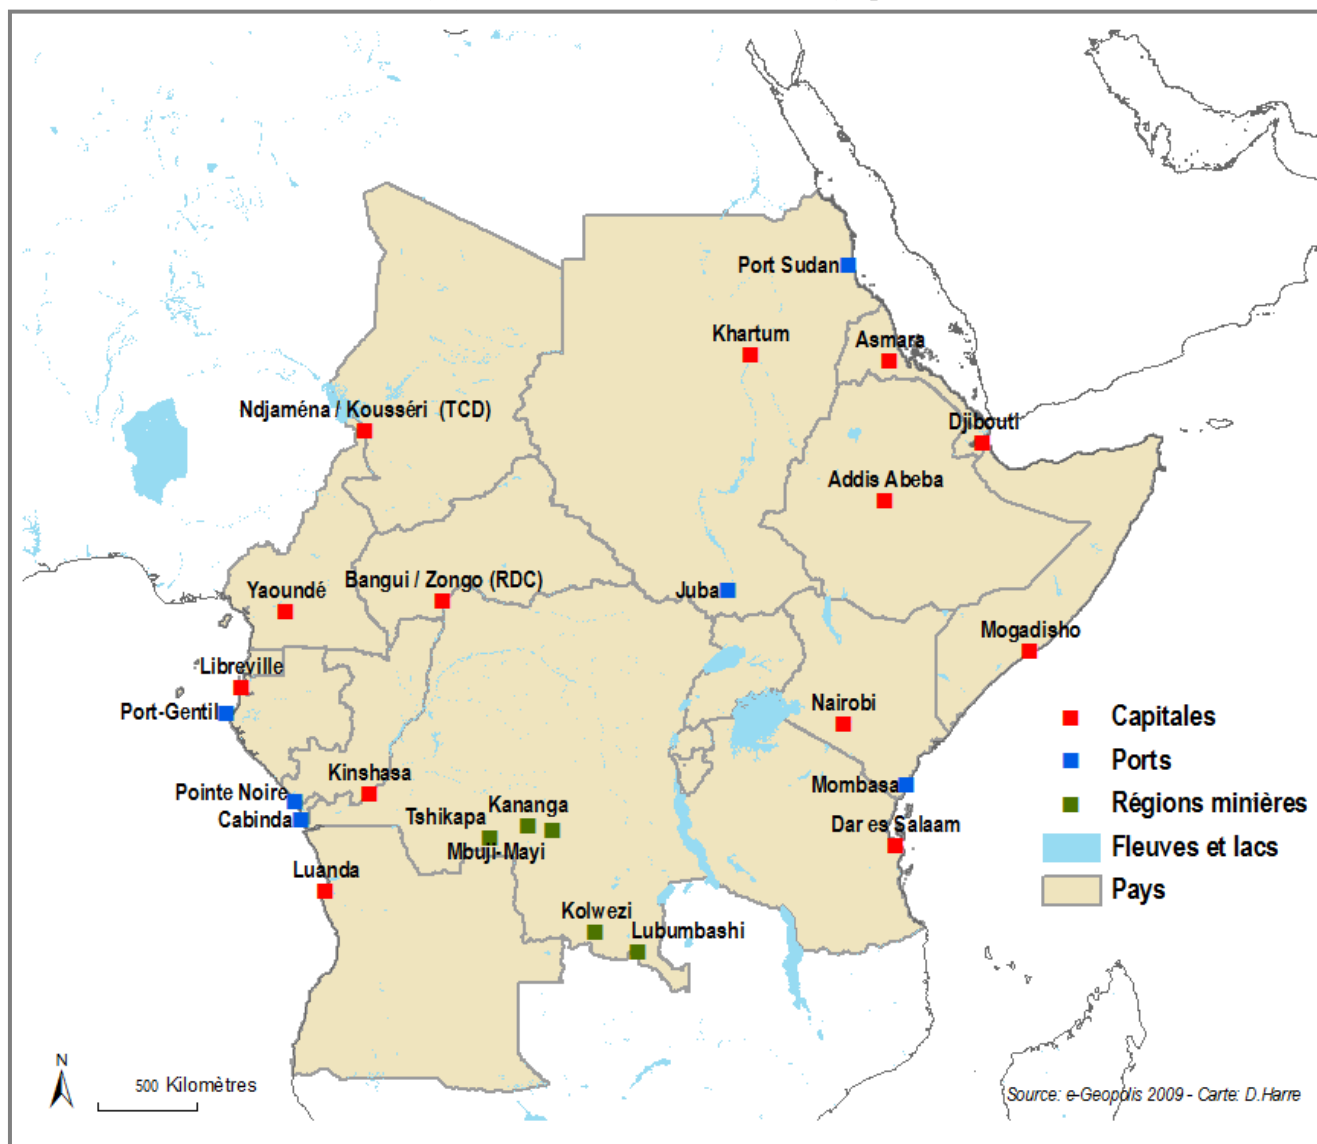 Port Sudan
Khartum
Asmara
Ndjaména / Kousséri (TCD)
Djibouti
Addis Abeba
Yaoundé
Bangui / Zongo (RDC)
Juba
Mogadisho
Libreville
Port-Gentil
Nairobi
Capitales
Ports
Kinshasa
Pointe Noire
Mombasa
Régions minières
Cabinda
Tshikapa
Kananga
Dar es Salaam
Mbuji-Mayi
Fleuves et lacs
Luanda
Pays
Kolwezi
Lubumbashi
N
500 Kilomètres
Source: e-Geopolis 2009 - Carte: D.Harre